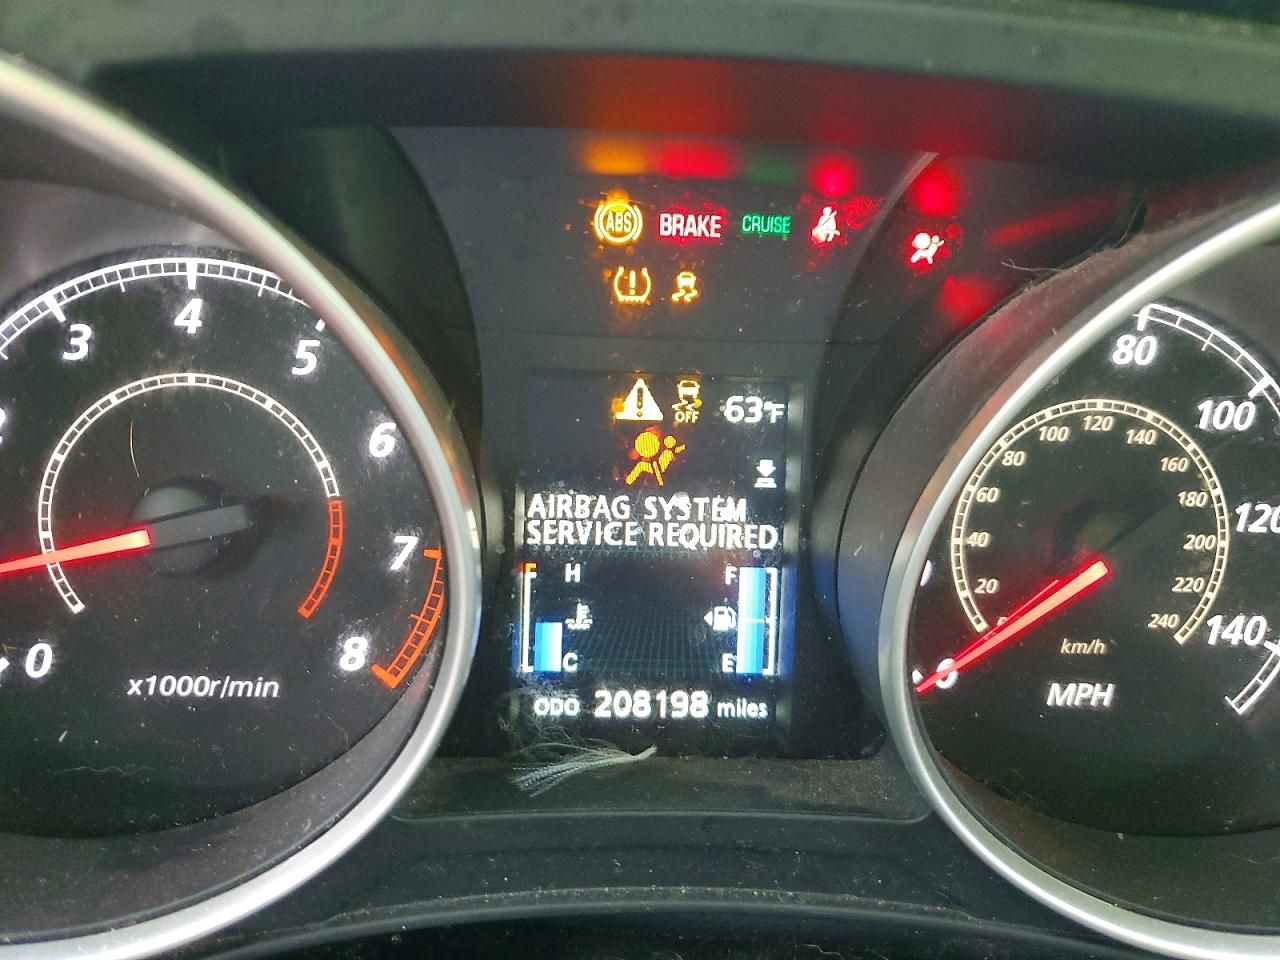 ABS BRAKE CRUISE
OFF 63°F
AIRBAG SYSTEM
SERVICE REQUIRED
H F
C E
ODO 208198 miles
3 4 5 6 7 8
0
x1000r/min
80 100 120 140
20 40 60 80 100 120 140 160 180 200 220 240
km/h
MPH